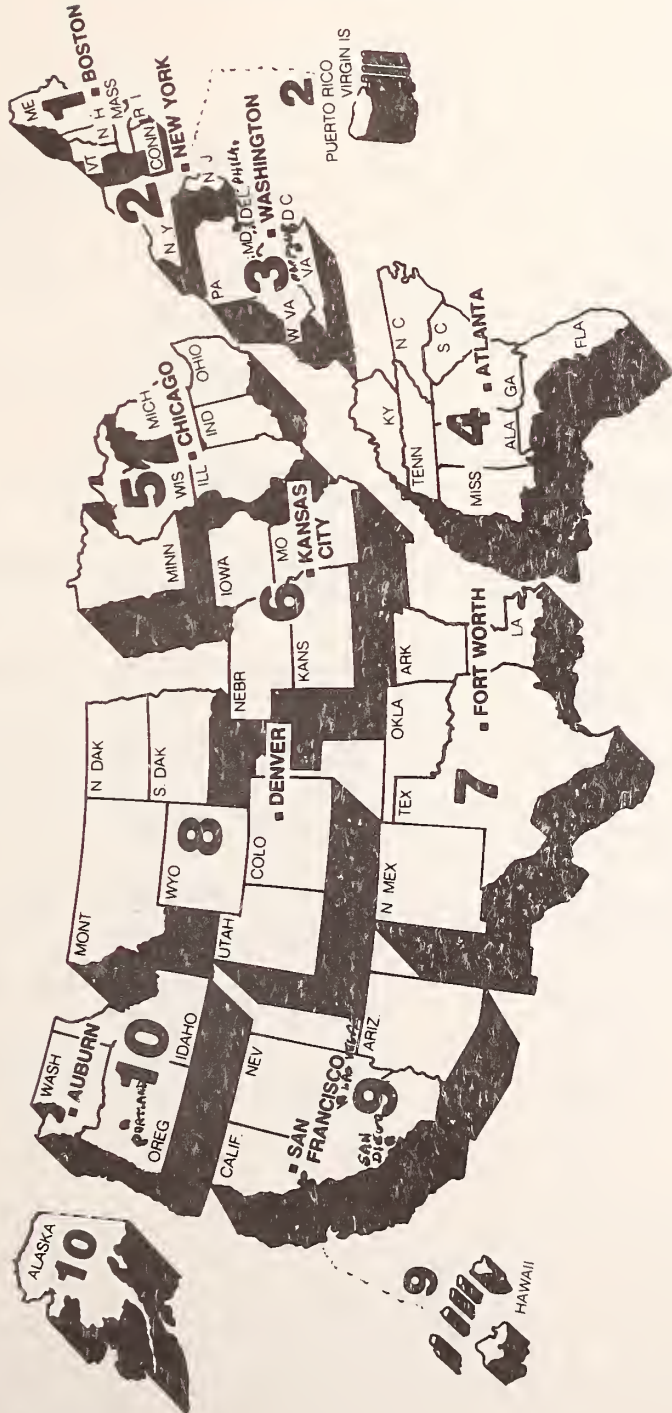 ALASKA
10
WASH
AUBURN
PORTLAND
10
OREG
IDAHO
MONT
N DAK
S. DAK
WYO
8
UTAH
COLO
DENVER
NEV
CALIF.
SAN
FRANCISCO
LAS VEGAS
SAN
DIEGO
9
ARIZ.
9
HAWAII
MINN
WIS
MICH
5
CHICAGO
ILL
IND
OHIO
IOWA
NEBR
6
MO
KANSAS
CITY
KANS
N MEX
TEX
OKLA
ARK
7
FORT WORTH
LA
KY
TENN
N C
S C
4
ATLANTA
MISS
ALA
GA
FLA
ME
VT
N H
1
BOSTON
MASS
R I
CONN
2
NEW YORK
N Y
N J
PA
PHILA.
MD
DEL
3
WASHINGTON
D C
W VA
VA
2
PUERTO RICO
VIRGIN IS